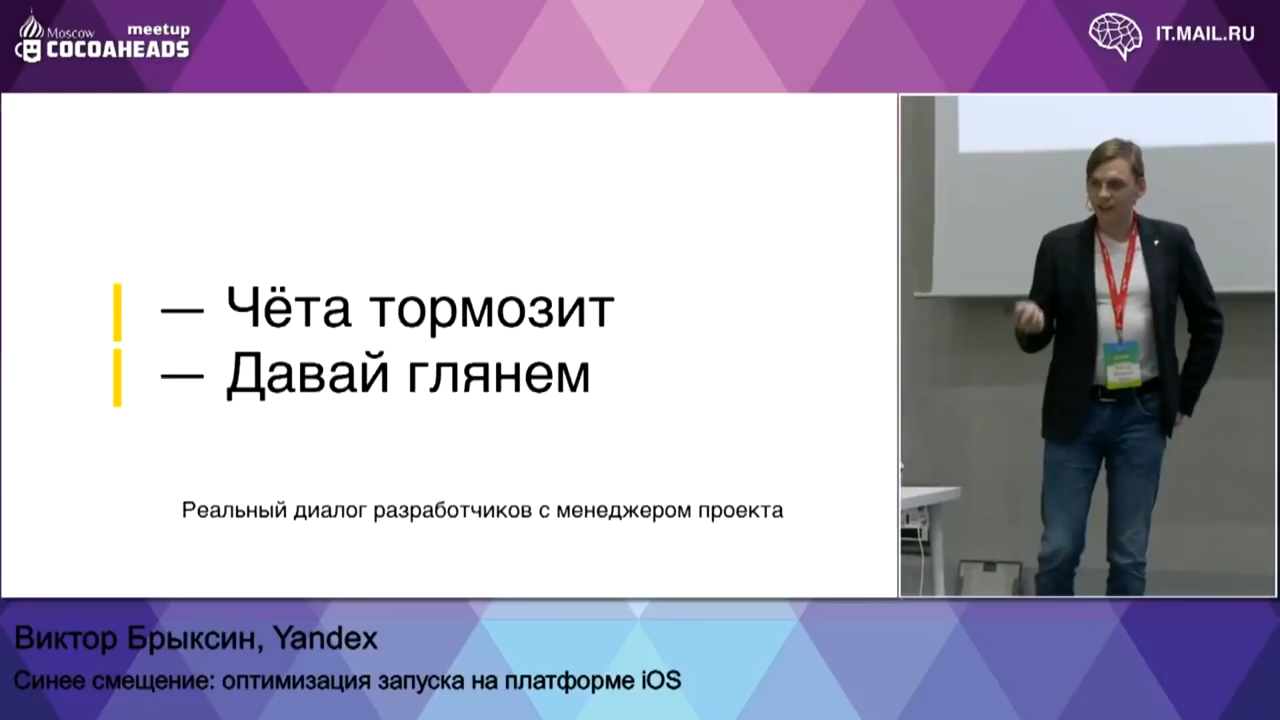 Moscow meetup
COCOAHEADS
IT.MAIL.RU
— Чёта тормозит
— Давай глянем
Реальный диалог разработчиков с менеджером проекта
Виктор Брыксин, Yandex
Синее смещение: оптимизация запуска на платформе iOS